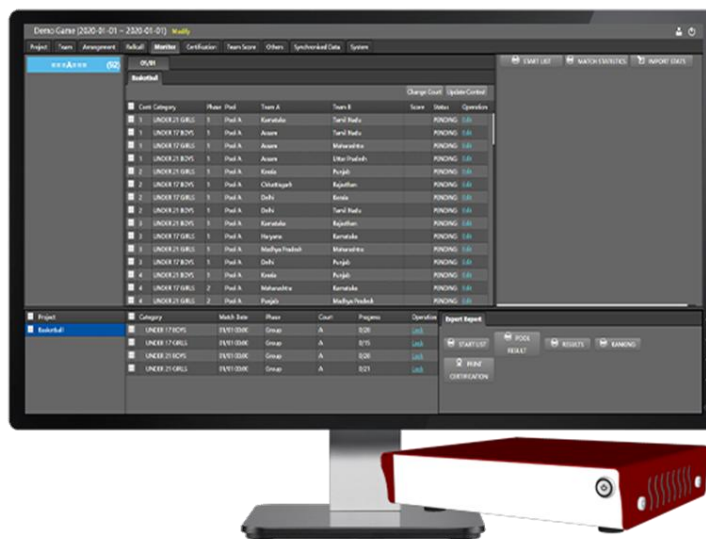 Demo Game (2020-01-01 – 2020-01-01) Modify
Project Team Arrangement Rollcall Monitor Certification Team Score Others Synchronised Data System
===A=== (52)
01/01
START LIST MATCH STATISTICS IMPORT STATS
Basketball
Change Court Update Control
Category Phase Pool Team A Team B Score Status Operation
1 UNDER 21 GIRLS 1 Pool A Karnataka Tamil Nadu PENDING Edit
1 UNDER 17 BOYS 1 Pool A Assam Tamil Nadu PENDING Edit
1 UNDER 17 GIRLS 1 Pool A Assam Maharashtra PENDING Edit
1 UNDER 21 BOYS 1 Pool A Assam Uttar Pradesh PENDING Edit
2 UNDER 21 GIRLS 1 Pool A Kerala Punjab PENDING Edit
2 UNDER 17 BOYS 1 Pool A Chhattisgarh Rajasthan PENDING Edit
2 UNDER 17 GIRLS 1 Pool A Delhi Kerala PENDING Edit
2 UNDER 21 BOYS 1 Pool A Delhi Tamil Nadu PENDING Edit
3 UNDER 21 BOYS 1 Pool A Karnataka Rajasthan PENDING Edit
3 UNDER 17 GIRLS 1 Pool A Haryana Karnataka PENDING Edit
3 UNDER 21 GIRLS 1 Pool A Madhya Pradesh Maharashtra PENDING Edit
3 UNDER 17 BOYS 1 Pool A Delhi Punjab PENDING Edit
4 UNDER 21 BOYS 1 Pool A Kerala Punjab PENDING Edit
4 UNDER 17 GIRLS 2 Pool A Maharashtra Karnataka PENDING Edit
4 UNDER 21 GIRLS 2 Pool A Punjab Madhya Pradesh PENDING Edit
Project
Basketball
Category Match Date Phase Court Progress Operation
UNDER 17 BOYS 01/01 00:00 Group A 0/20 Lock
UNDER 17 GIRLS 01/01 00:00 Group A 0/15 Lock
UNDER 21 BOYS 01/01 00:00 Group A 0/20 Lock
UNDER 21 GIRLS 01/01 00:00 Group A 0/21 Lock
Export Report
START LIST POOL RESULT RESULTS RANKING
PRINT CERTIFICATION